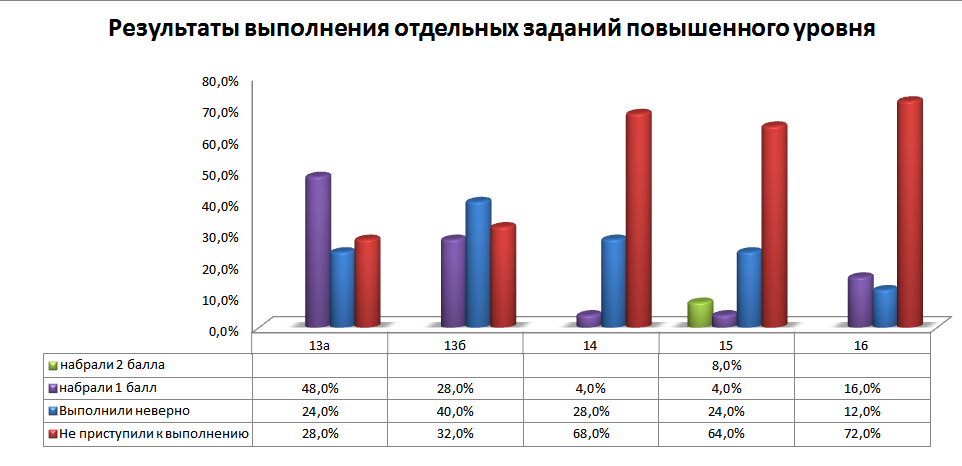 Результаты выполнения отдельных заданий повышенного уровня
80,0%
70,0%
60,0%
50,0%
40,0%
30,0%
20,0%
10,0%
0,0%
13а 13б 14 15 16
набрали 2 балла 8,0%
набрали 1 балл 48,0% 28,0% 4,0% 4,0% 16,0%
Выполнили неверно 24,0% 40,0% 28,0% 24,0% 12,0%
Не приступили к выполнению 28,0% 32,0% 68,0% 64,0% 72,0%